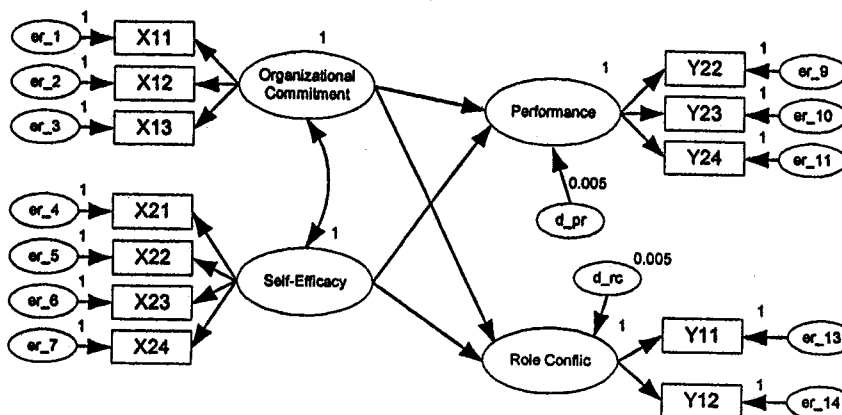 1
er_1
X11
1
er_2
X12
1
er_3
X13
1
Organizational
Commitment
1
er_4
X21
1
er_5
X22
1
er_6
X23
1
er_7
X24
1
Self-Efficacy
1
Performance
0.005
d_pr
Y22
1
er_9
Y23
1
er_10
Y24
1
er_11
0.005
d_rc
1
Role Conflic
Y11
1
er_13
Y12
1
er_14